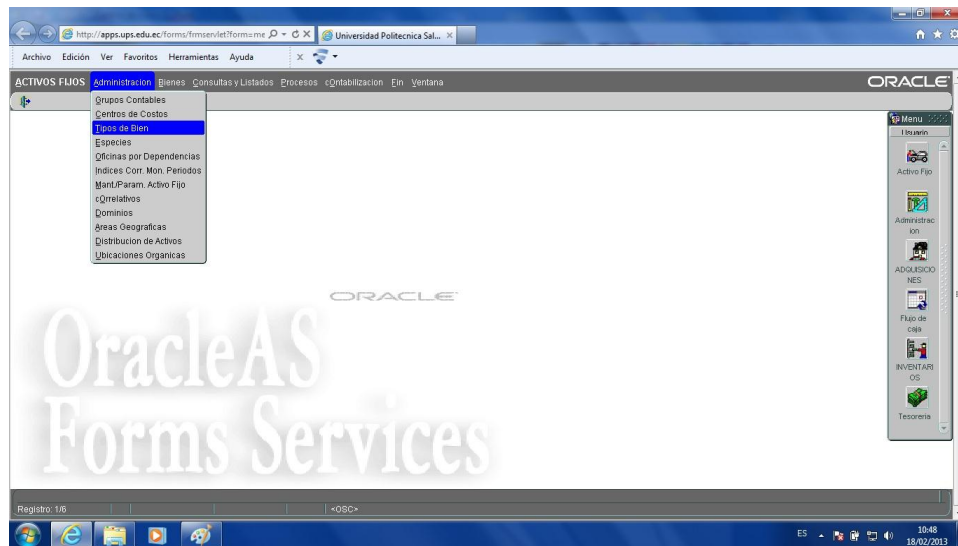 http://apps.ups.edu.ec/forms/frmservlet?form=me
Universidad Politecnica Sal...
Archivo Edición Ver Favoritos Herramientas Ayuda
ACTIVOS FIJOS Administracion Bienes Consultas y Listados Procesos cOntabilizacion Fin Ventana
ORACLE
Grupos Contables
Centros de Costos
Tipos de Bien
Especies
Oficinas por Dependencias
Indices Corr. Mon. Periodos
Mant./Param. Activo Fijo
cOrrelativos
Dominios
Areas Geograficas
Distribucion de Activos
Ubicaciones Organicas
Menu
Usuario
Activo Fijo
Administrac
ion
ADQUISICIO
NES
Flujo de
caja
INVENTARI
OS
Tesoreria
ORACLE
OracleAS
Forms Services
Registro: 1/6 <OSC>
ES 10:48
18/02/2013